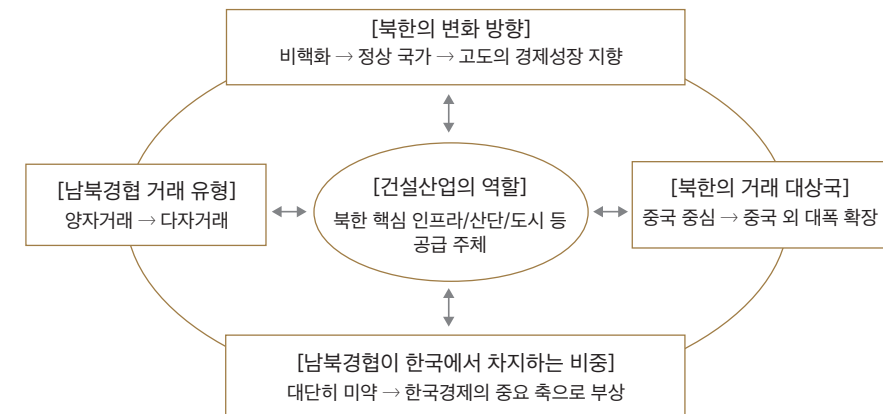 [북한의 변화 방향]
비핵화 → 정상 국가 → 고도의 경제성장 지향
[남북경협 거래 유형]
양자거래 → 다자거래
[건설산업의 역할]
북한 핵심 인프라/산단/도시 등
공급 주체
[북한의 거래 대상국]
중국 중심 → 중국 외 대폭 확장
[남북경협이 한국에서 차지하는 비중]
대단히 미약 → 한국경제의 중요 축으로 부상